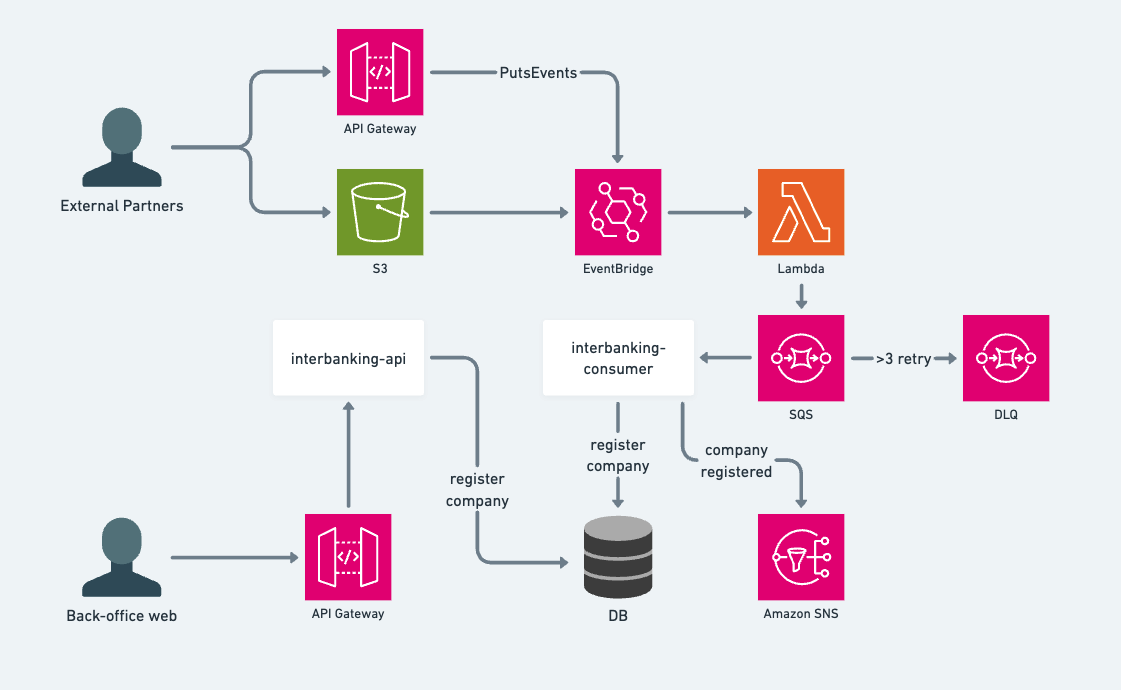 PutsEvents
API Gateway
External Partners
S3
EventBridge
Lambda
interbanking-api
interbanking-
consumer
>3 retry
SQS
DLQ
register
company
company
registered
register
company
Back-office web
API Gateway
DB
Amazon SNS